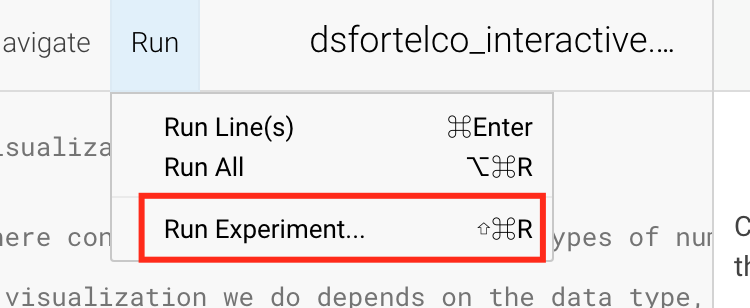 avigate Run dsfortelco_interactive.…
Run Line(s) ⌘Enter
isualiza
Run All ⌥⌘R
Run Experiment... ⇧⌘R
here con ypes of num
visualization we do depends on the data type,
C
th